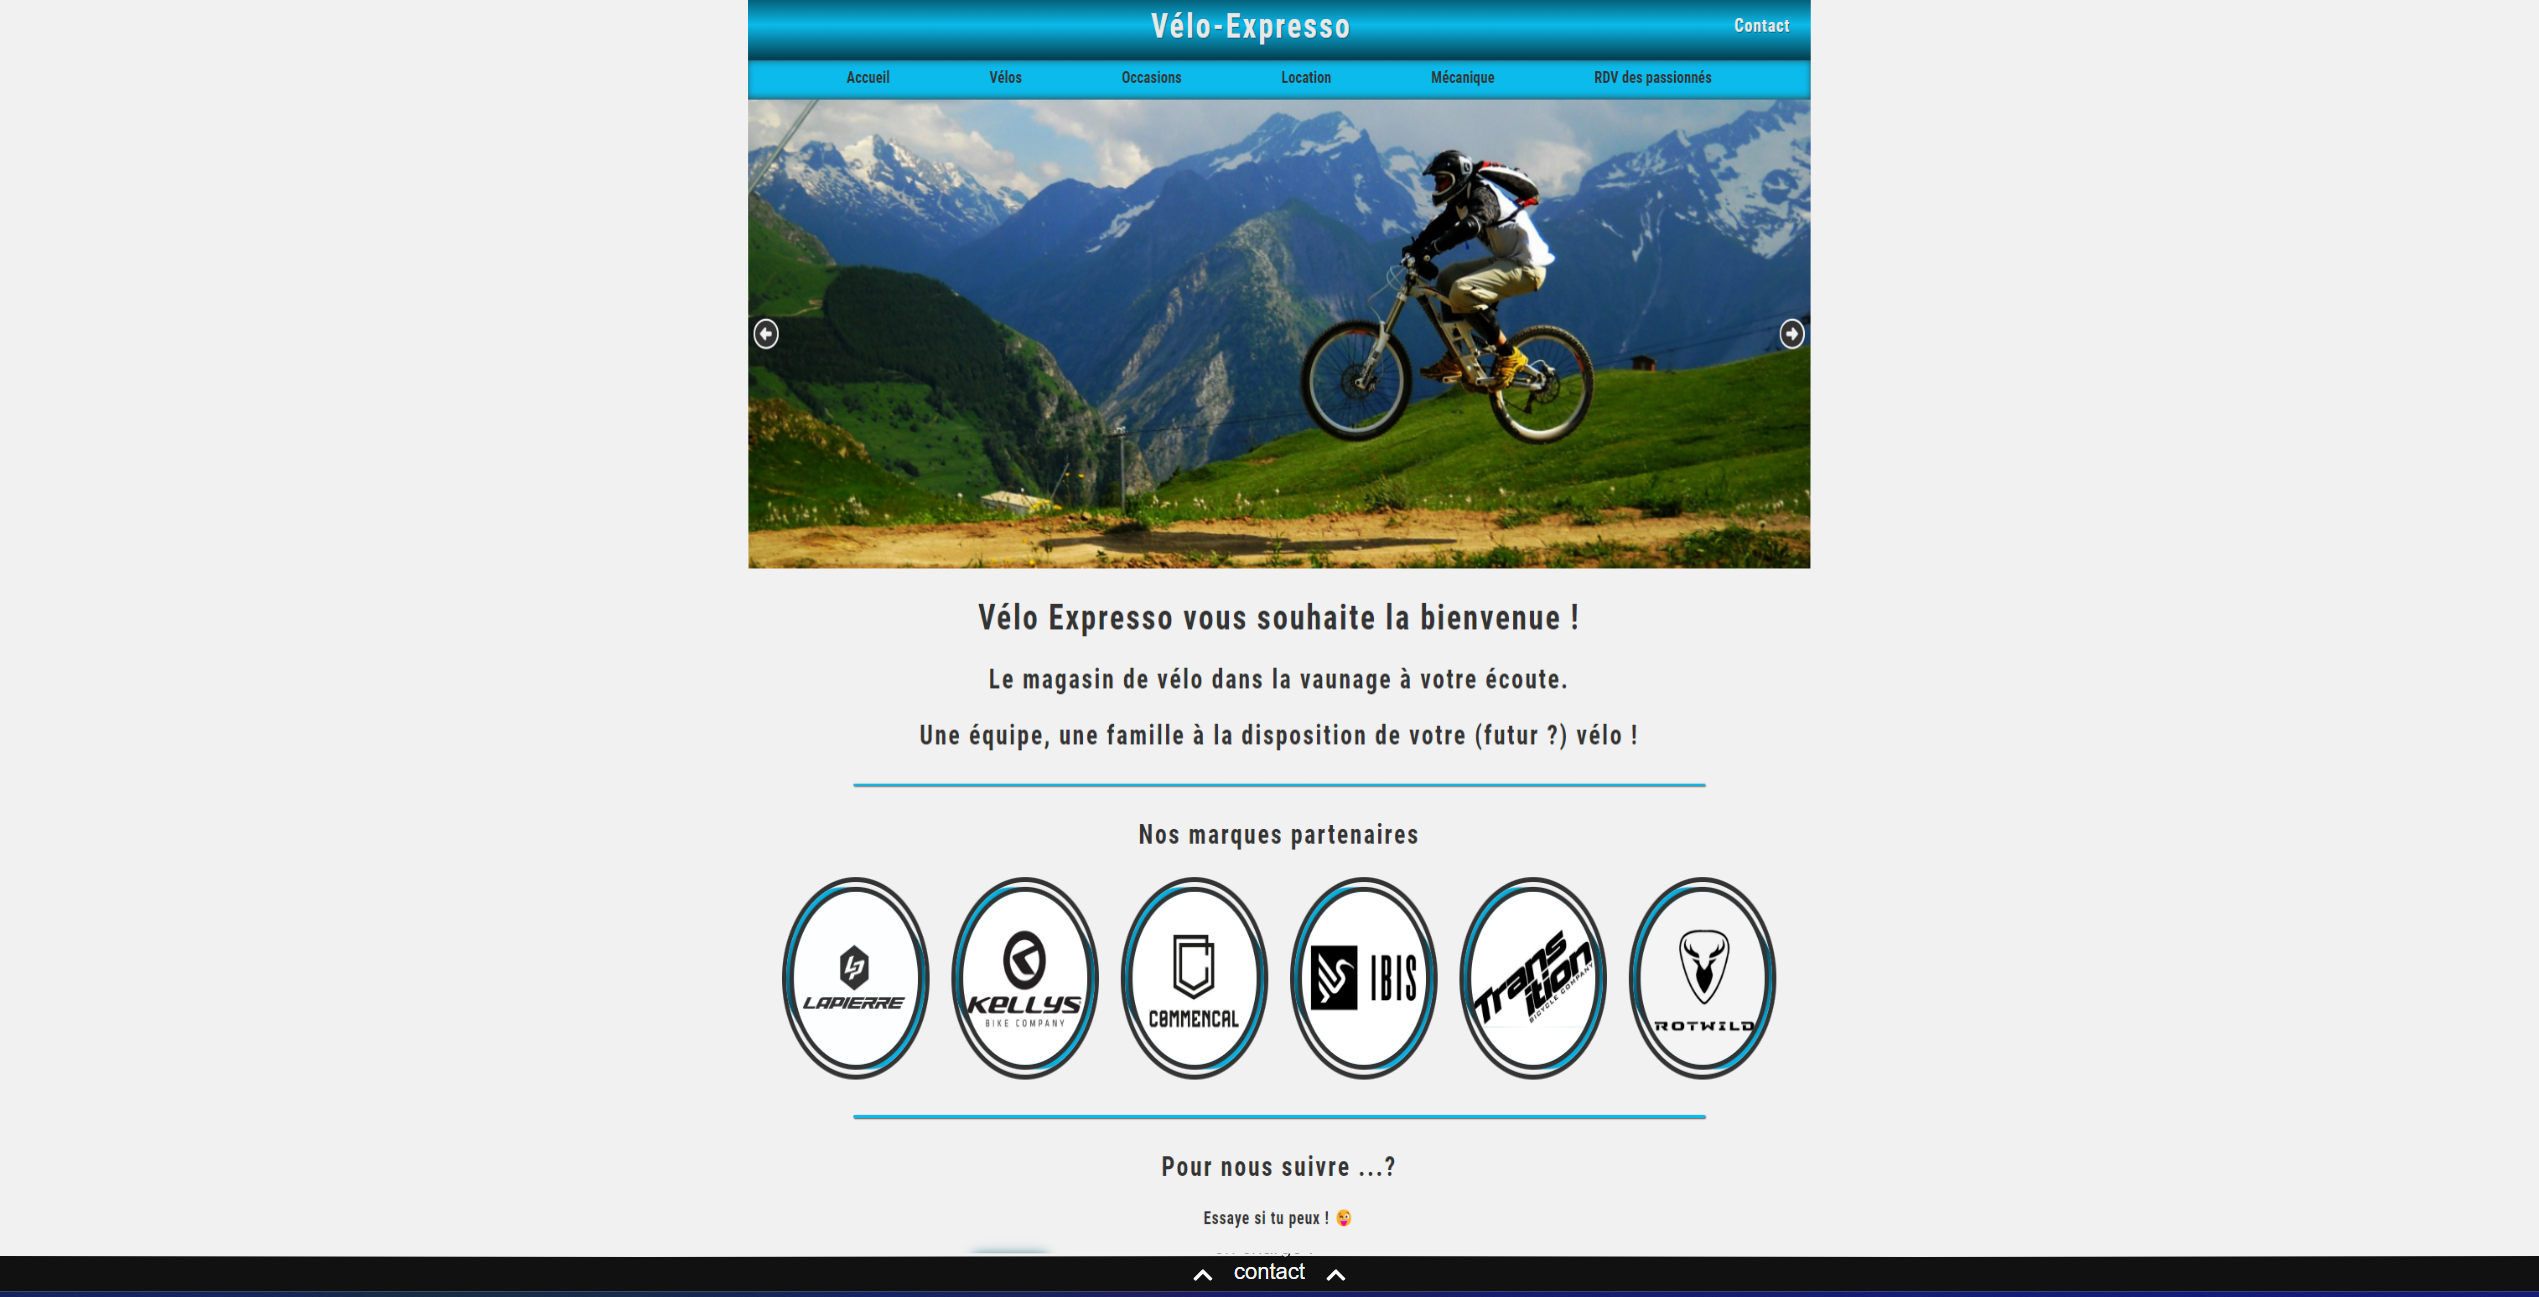 Vélo-Expresso
Contact
Accueil Vélos Occasions Location Mécanique RDV des passionnés
Vélo Expresso vous souhaite la bienvenue !
Le magasin de vélo dans la vaunage à votre écoute.
Une équipe, une famille à la disposition de votre (futur ?) vélo !
Nos marques partenaires
LAPIERRE
KELLYS
BIKE COMPANY
COMMENCAL
IBIS
Transition
BICYCLE COMPANY
ROTWILD
Pour nous suivre ...?
Essaye si tu peux ! 😜
contact